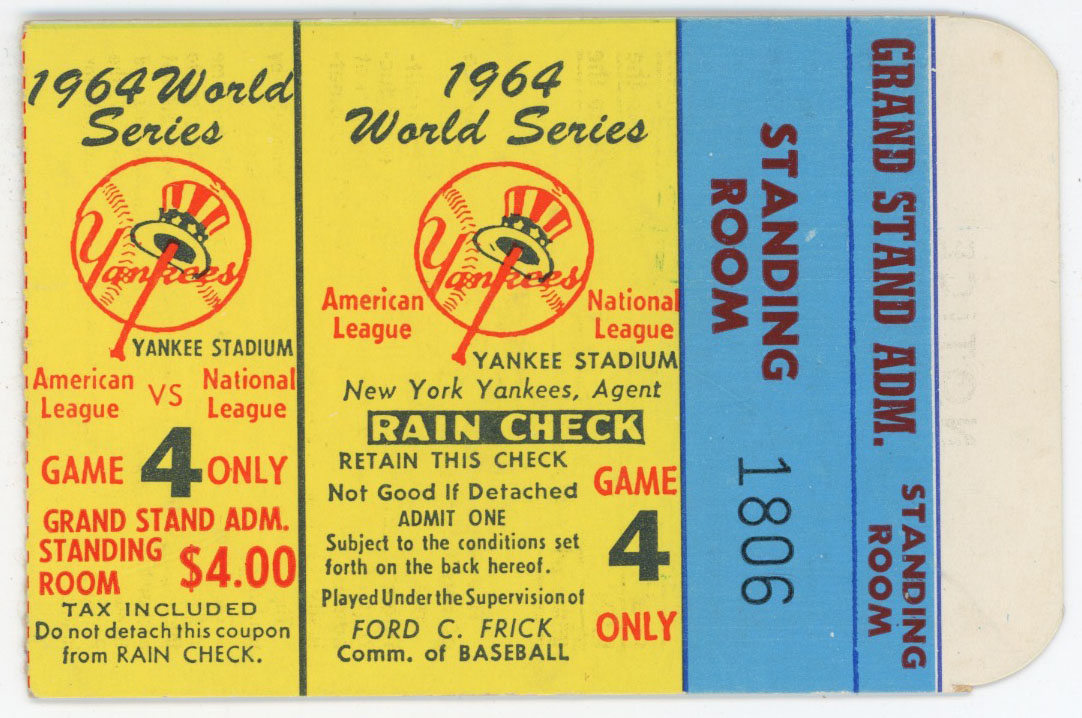 1964 World
Series
Yankees
YANKEE STADIUM
American
League
VS
National
League
GAME 4 ONLY
GRAND STAND ADM.
STANDING
ROOM
$4.00
TAX INCLUDED
Do not detach this coupon
from RAIN CHECK.
1964
World Series
Yankees
American
League
National
League
YANKEE STADIUM
New York Yankees, Agent
RAIN CHECK
RETAIN THIS CHECK
Not Good If Detached
ADMIT ONE
Subject to the conditions set
forth on the back hereof.
Played Under the Supervision of
FORD C. FRICK
Comm. of BASEBALL
GAME
4
ONLY
STANDING
ROOM
1806
GRAND STAND ADM.
STANDING
ROOM